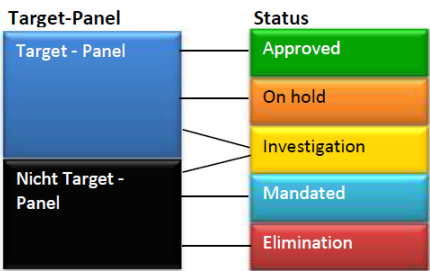 Target-Panel
Status
Target - Panel
Approved
On hold
Investigation
Nicht Target -
Panel
Mandated
Elimination